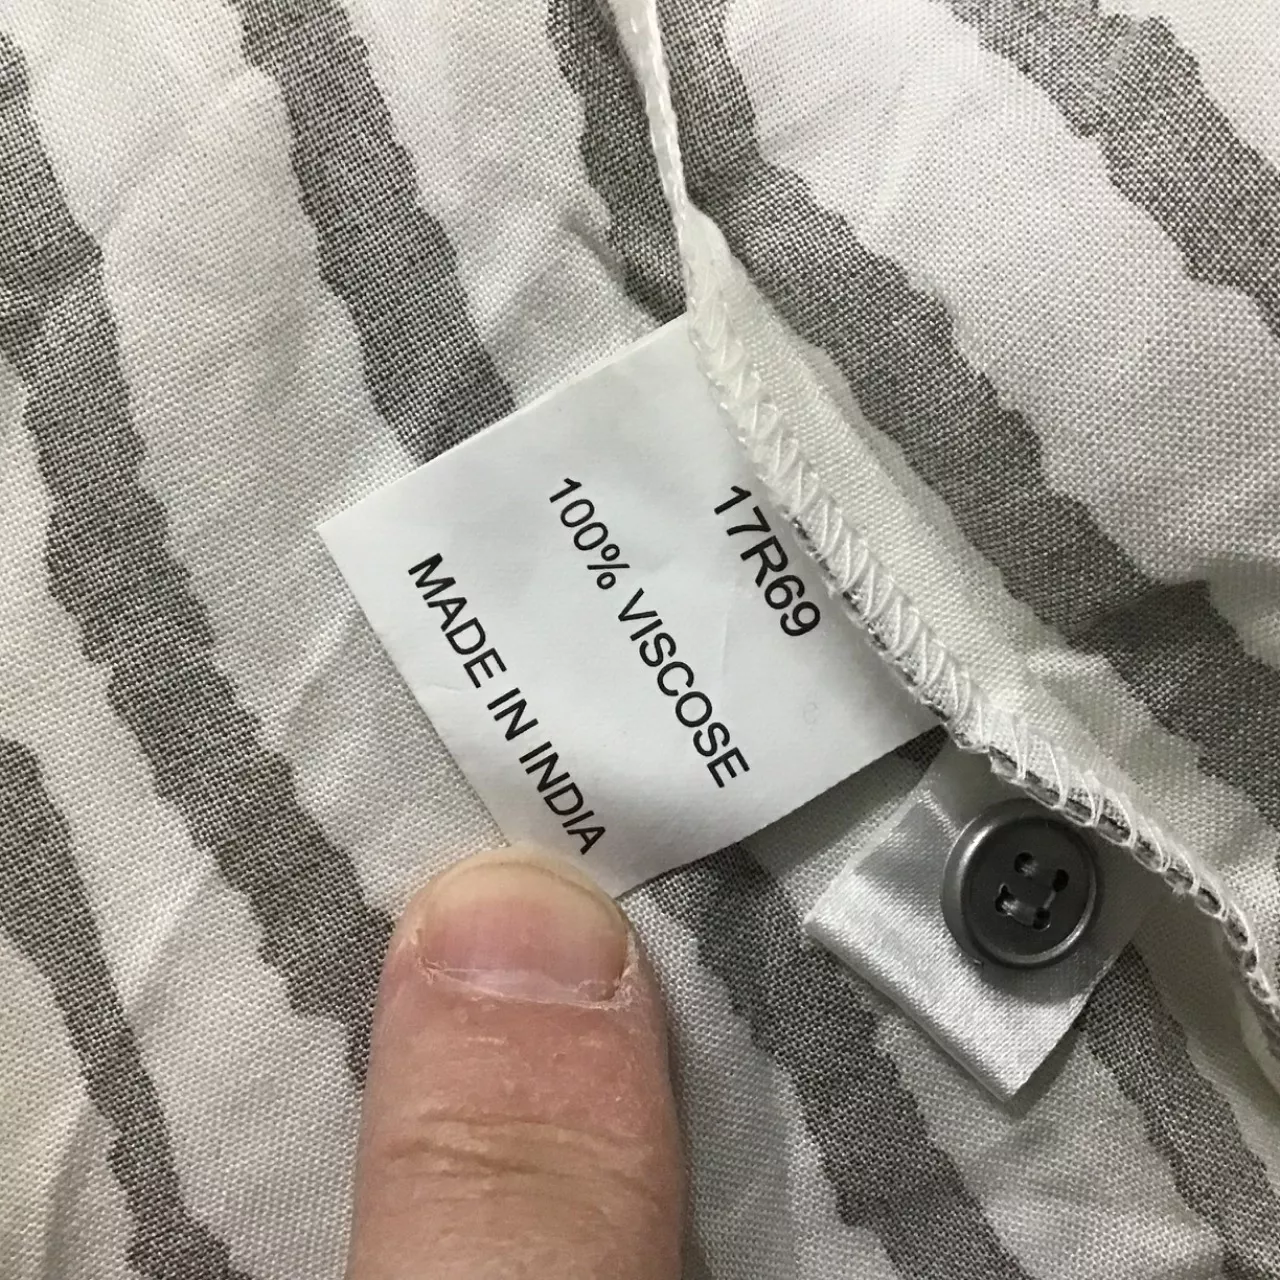 17R69
100% VISCOSE
MADE IN INDIA